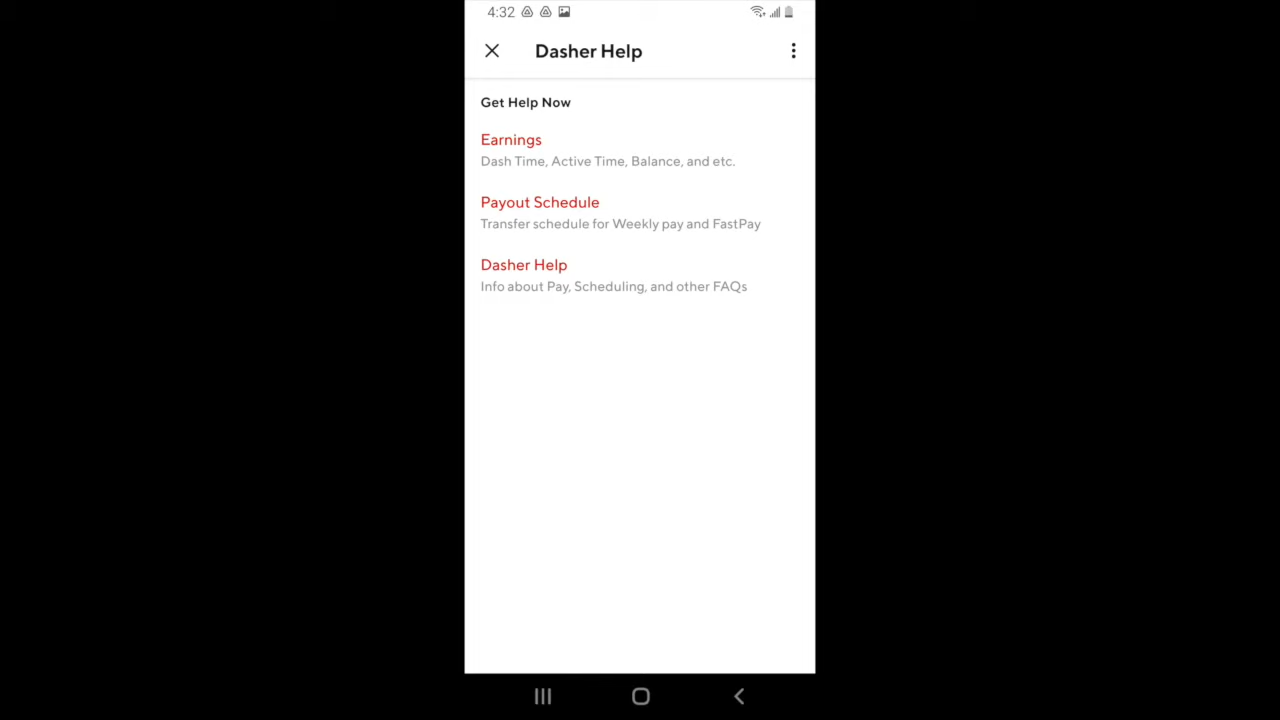 4:32
Dasher Help
Get Help Now
Earnings
Dash Time, Active Time, Balance, and etc.
Payout Schedule
Transfer schedule for Weekly pay and FastPay
Dasher Help
Info about Pay, Scheduling, and other FAQs